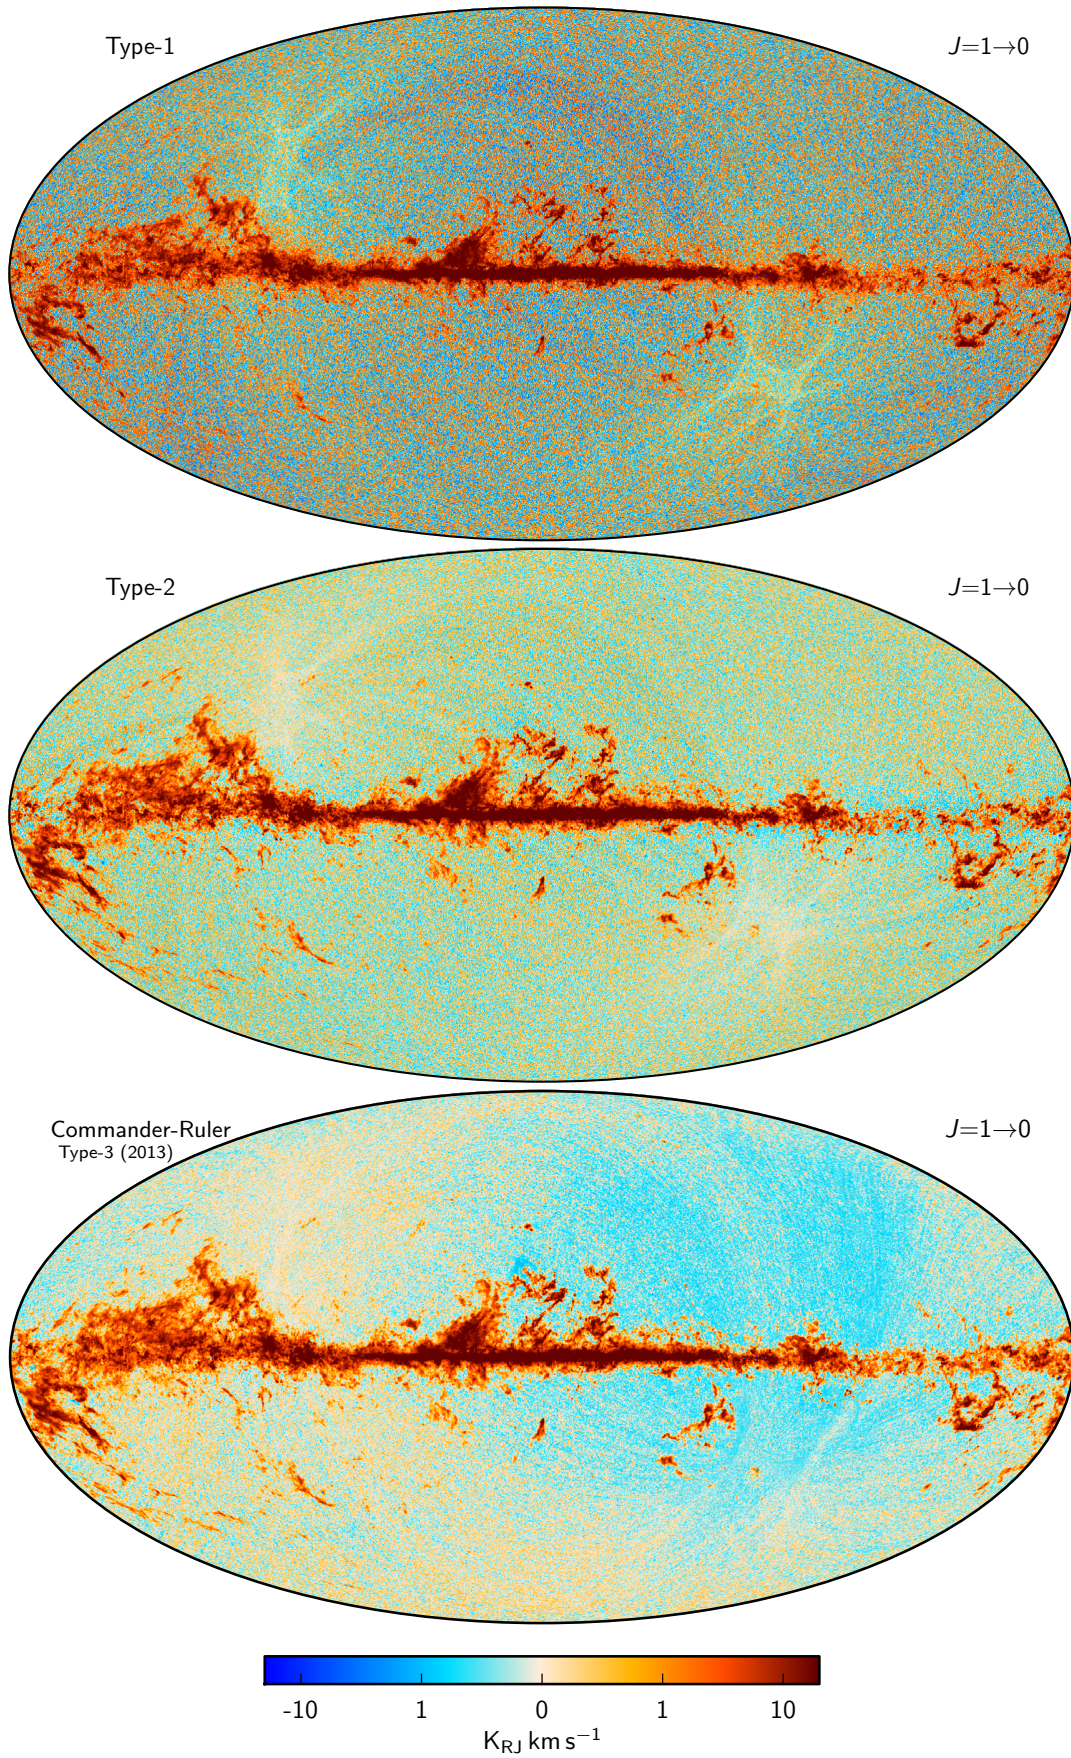 Type-1 J=1→0
Type-2 J=1→0
Commander-Ruler J=1→0
Type-3 (2013)
-10 1 0 1 10
K_RJ km s⁻¹